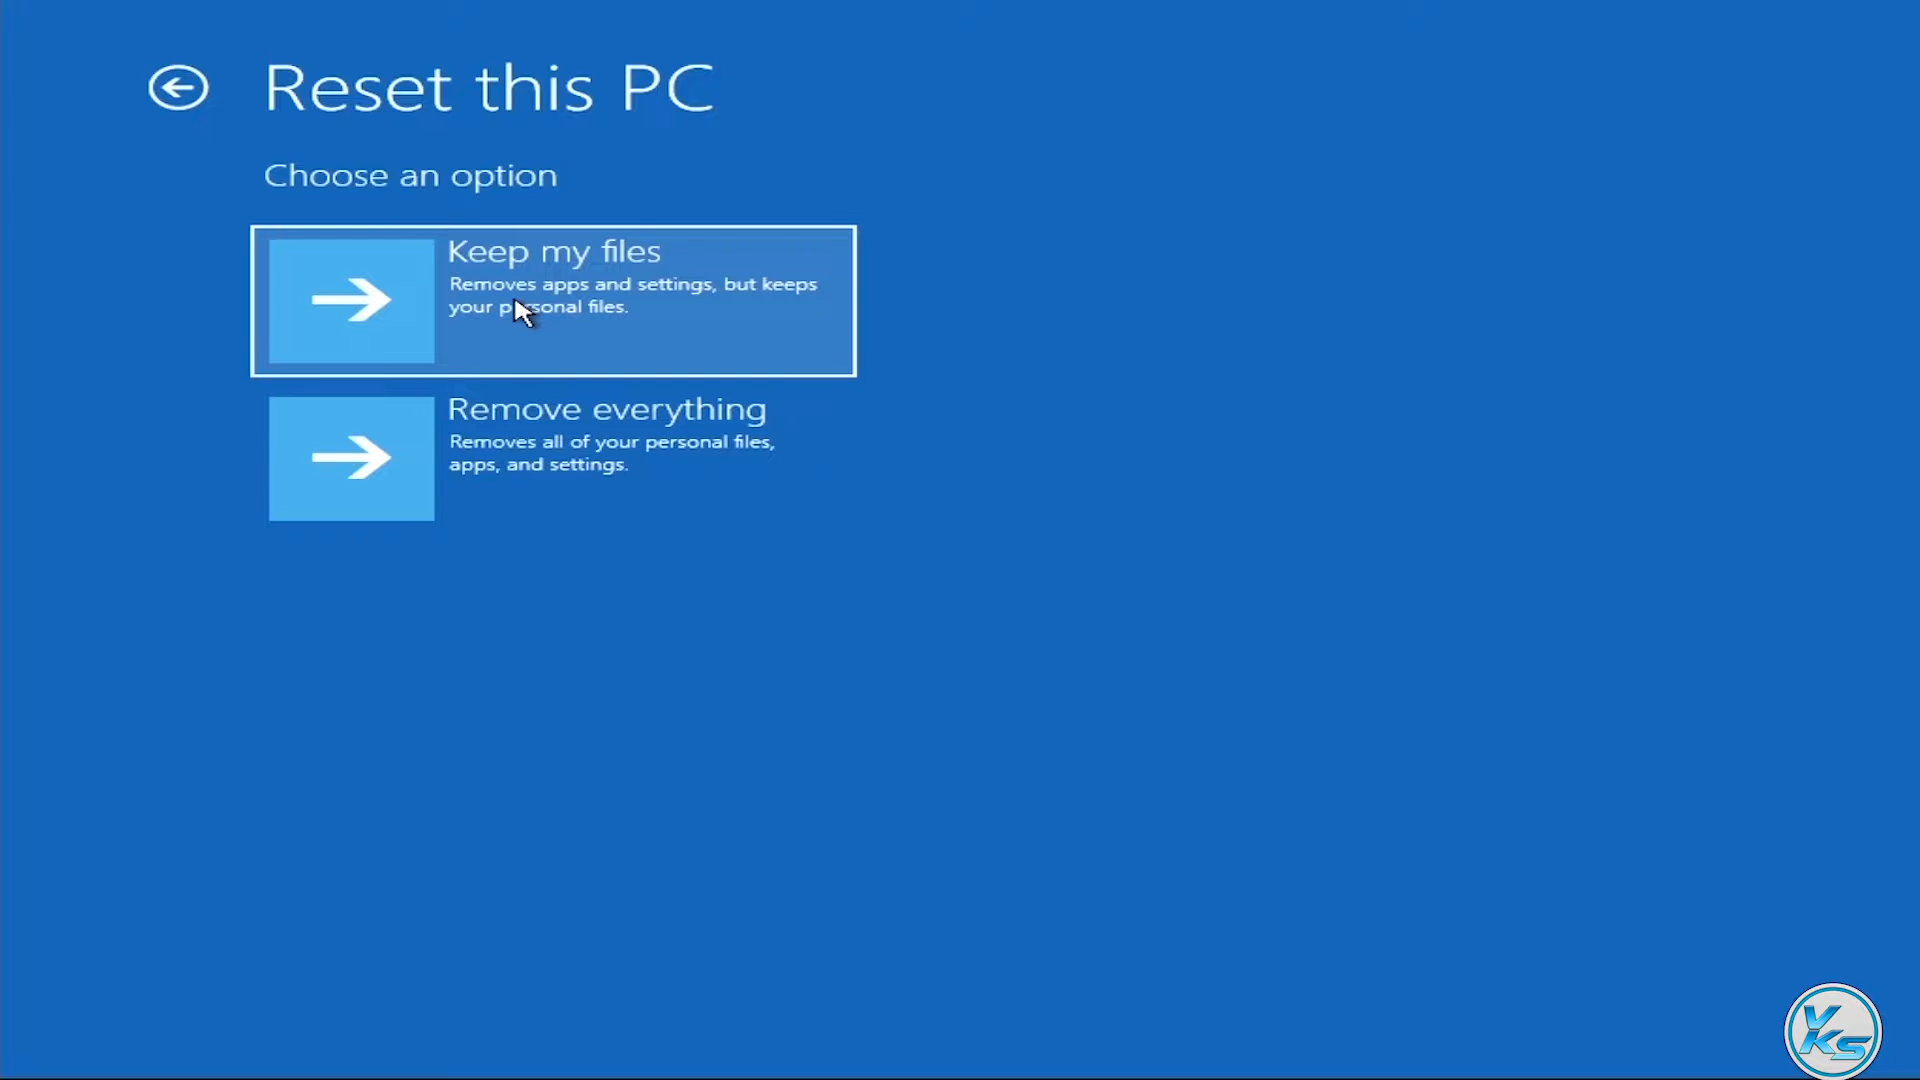 Reset this PC
Choose an option
Keep my files
Removes apps and settings, but keeps
your personal files.
Remove everything
Removes all of your personal files,
apps, and settings.
VKS